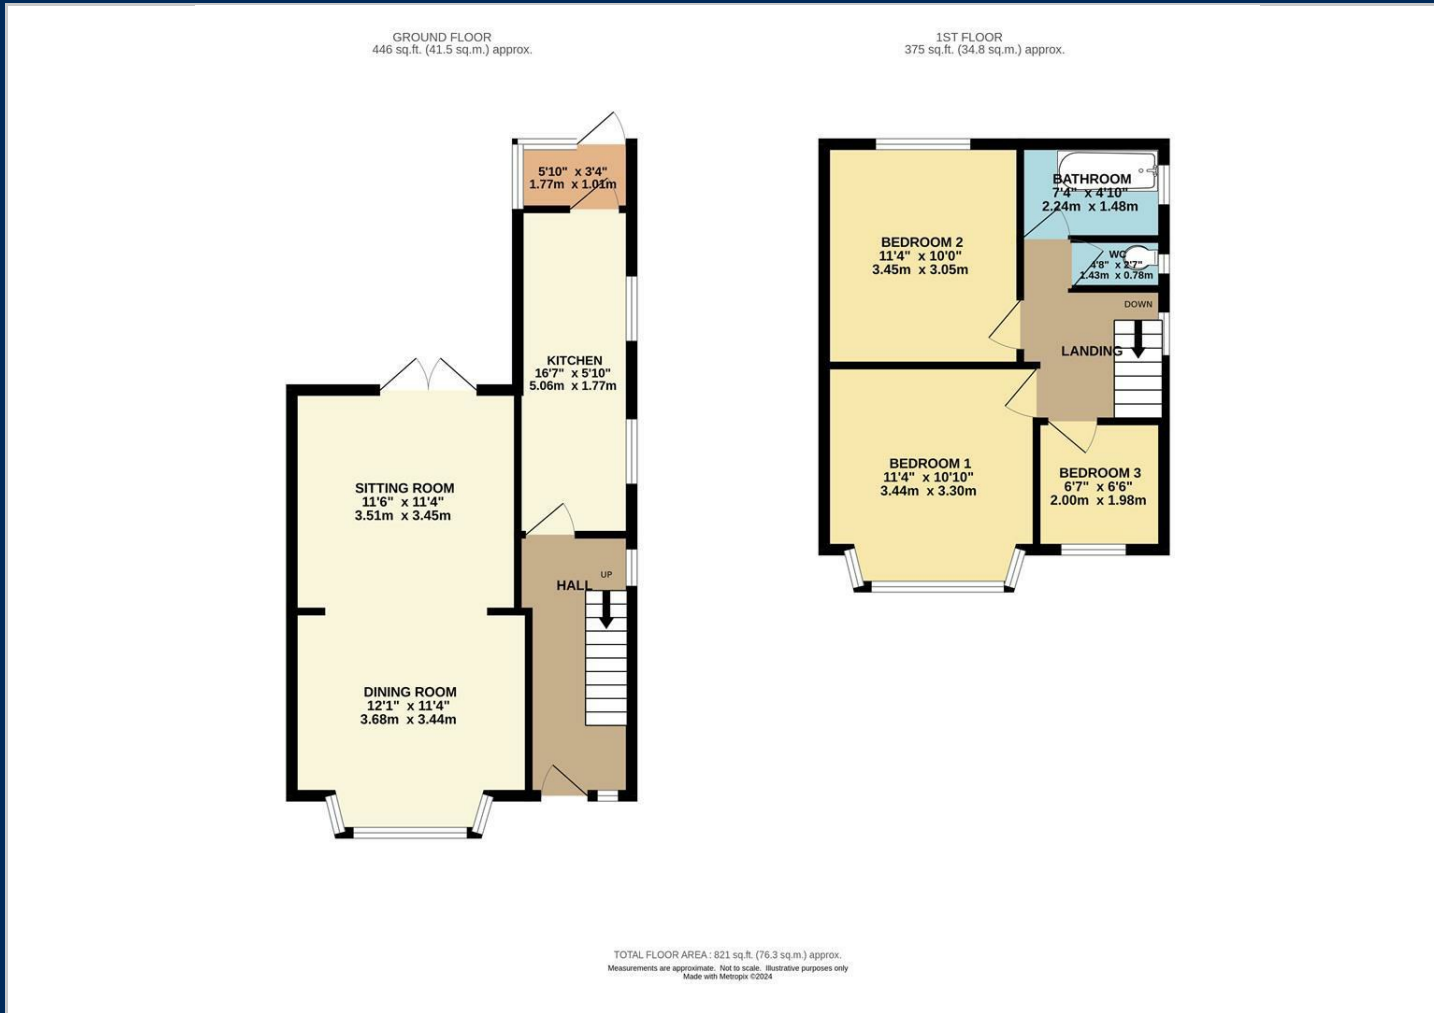 GROUND FLOOR
446 sq.ft. (41.5 sq.m.) approx.
1ST FLOOR
375 sq.ft. (34.8 sq.m.) approx.
5'10" x 3'4"
1.77m x 1.01m
KITCHEN
16'7" x 5'10"
5.06m x 1.77m
SITTING ROOM
11'6" x 11'4"
3.51m x 3.45m
UP
HALL
DINING ROOM
12'1" x 11'4"
3.68m x 3.44m
BATHROOM
7'4" x 4'10"
2.24m x 1.48m
BEDROOM 2
11'4" x 10'0"
3.45m x 3.05m
WC
4'8" x 2'7"
1.43m x 0.78m
DOWN
LANDING
BEDROOM 1
11'4" x 10'10"
3.44m x 3.30m
BEDROOM 3
6'7" x 6'6"
2.00m x 1.98m
TOTAL FLOOR AREA : 821 sq.ft. (76.3 sq.m.) approx.
Measurements are approximate. Not to scale. Illustrative purposes only
Made with Metropix ©2024